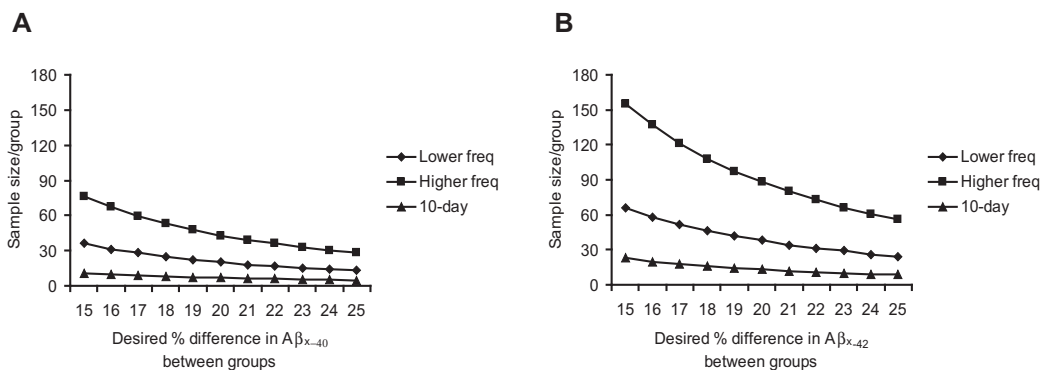 A
180
150
120
90
60
30
0
Sample size/group
15 16 17 18 19 20 21 22 23 24 25
Desired % difference in Aβx–40
between groups
Lower freq
Higher freq
10-day
B
180
150
120
90
60
30
0
Sample size/group
15 16 17 18 19 20 21 22 23 24 25
Desired % difference in Aβx-42
between groups
Lower freq
Higher freq
10-day